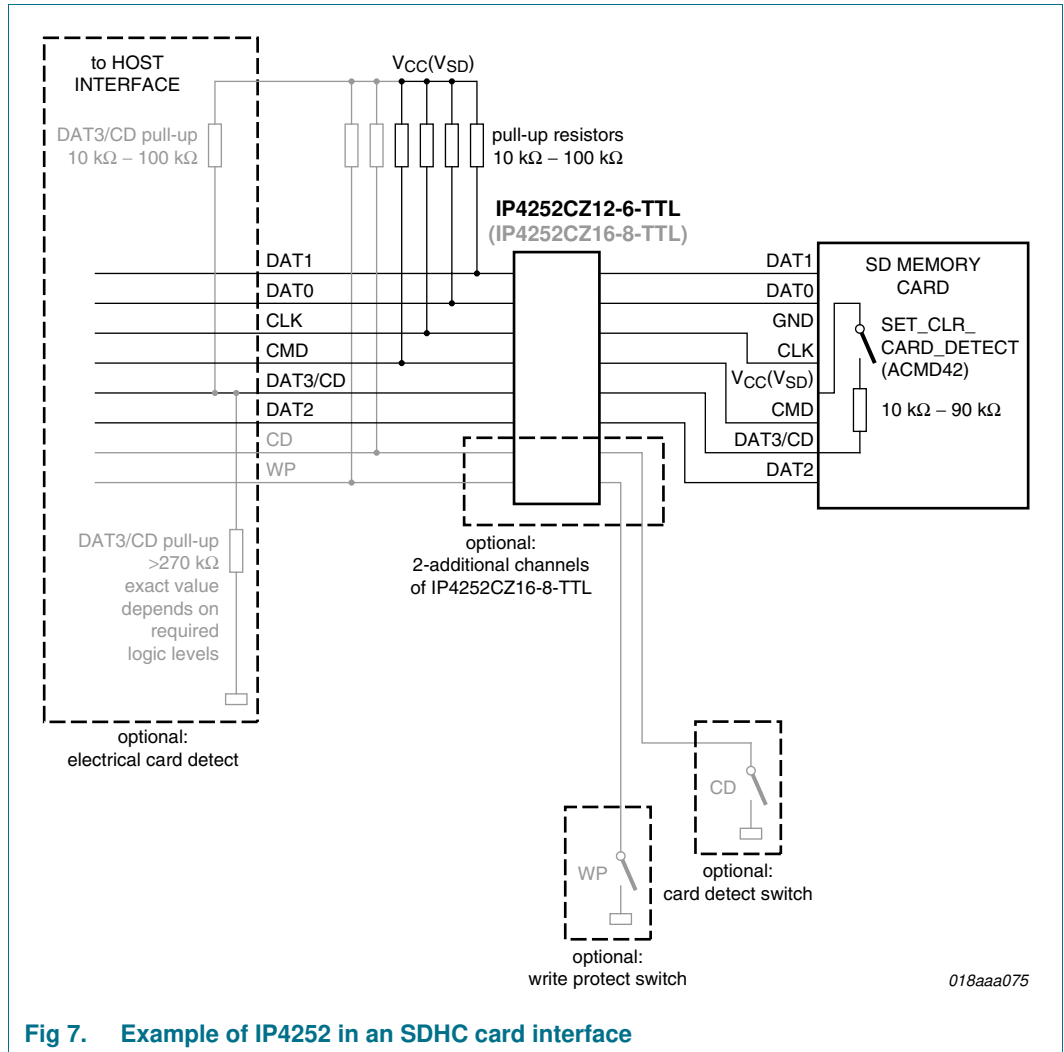 to HOST
INTERFACE
VCC(VSD)
DAT3/CD pull-up
10 kΩ – 100 kΩ
pull-up resistors
10 kΩ – 100 kΩ
IP4252CZ12-6-TTL
(IP4252CZ16-8-TTL)
DAT1
DAT0
CLK
CMD
DAT3/CD
DAT2
CD
WP
DAT1
DAT0
GND
CLK
VCC(VSD)
CMD
DAT3/CD
DAT2
SD MEMORY
CARD
SET_CLR_
CARD_DETECT
(ACMD42)
10 kΩ – 90 kΩ
DAT3/CD pull-up
>270 kΩ
exact value
depends on
required
logic levels
optional:
2-additional channels
of IP4252CZ16-8-TTL
optional:
electrical card detect
CD
optional:
card detect switch
WP
optional:
write protect switch
018aaa075
Fig 7. Example of IP4252 in an SDHC card interface